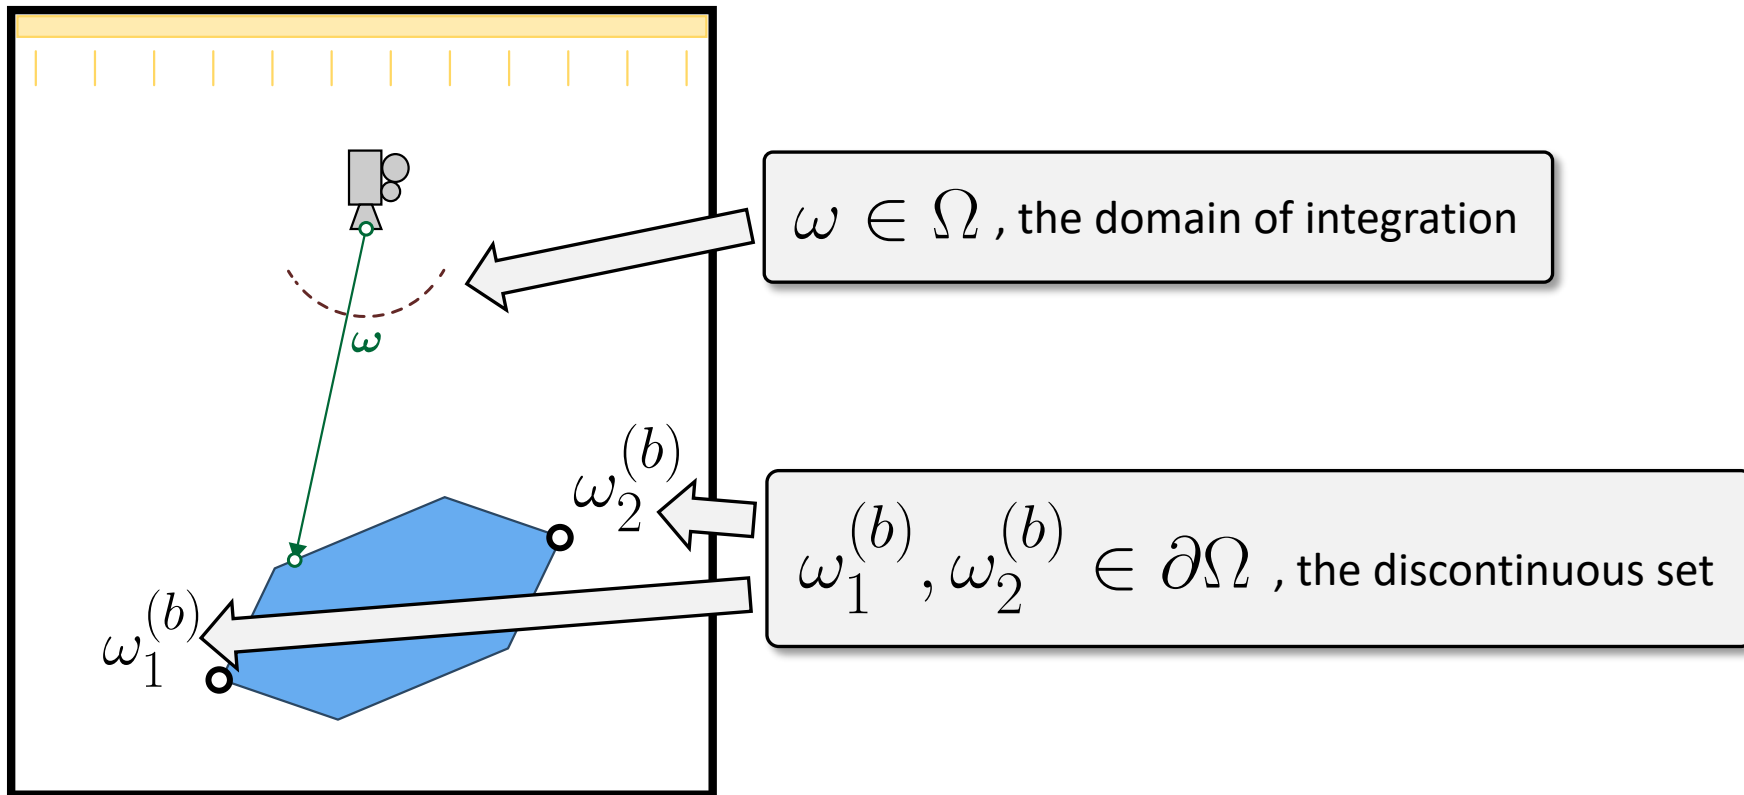 ω ∈ Ω , the domain of integration
ω
ω₂⁽ᵇ⁾
ω₁⁽ᵇ⁾, ω₂⁽ᵇ⁾ ∈ ∂Ω , the discontinuous set
ω₁⁽ᵇ⁾